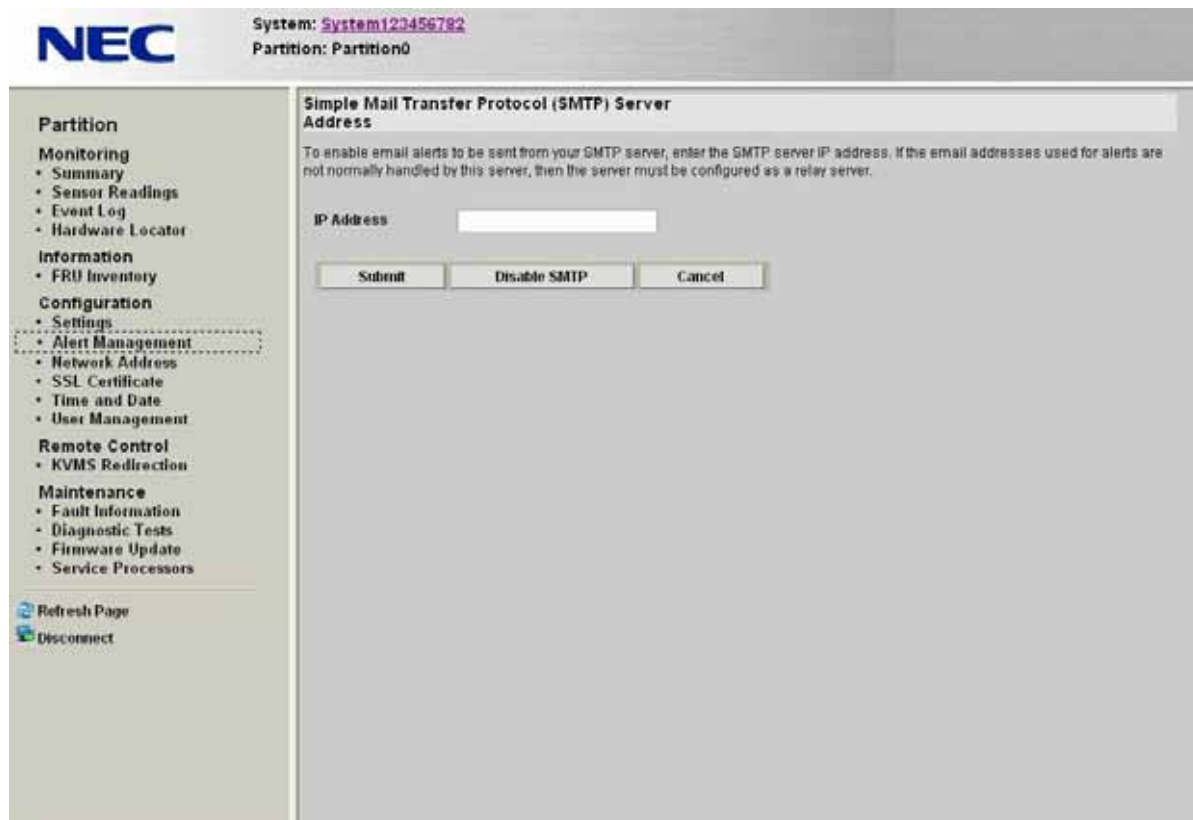 NEC
System: System123456782
Partition: Partition0
Partition
Monitoring
• Summary
• Sensor Readings
• Event Log
• Hardware Locator
Information
• FRU Inventory
Configuration
• Settings
• Alert Management
• Network Address
• SSL Certificate
• Time and Date
• User Management
Remote Control
• KVMS Redirection
Maintenance
• Fault Information
• Diagnostic Tests
• Firmware Update
• Service Processors
Refresh Page
Disconnect
Simple Mail Transfer Protocol (SMTP) Server
Address
To enable email alerts to be sent from your SMTP server, enter the SMTP server IP address. If the email addresses used for alerts are
not normally handled by this server, then the server must be configured as a relay server.
IP Address
Submit Disable SMTP Cancel